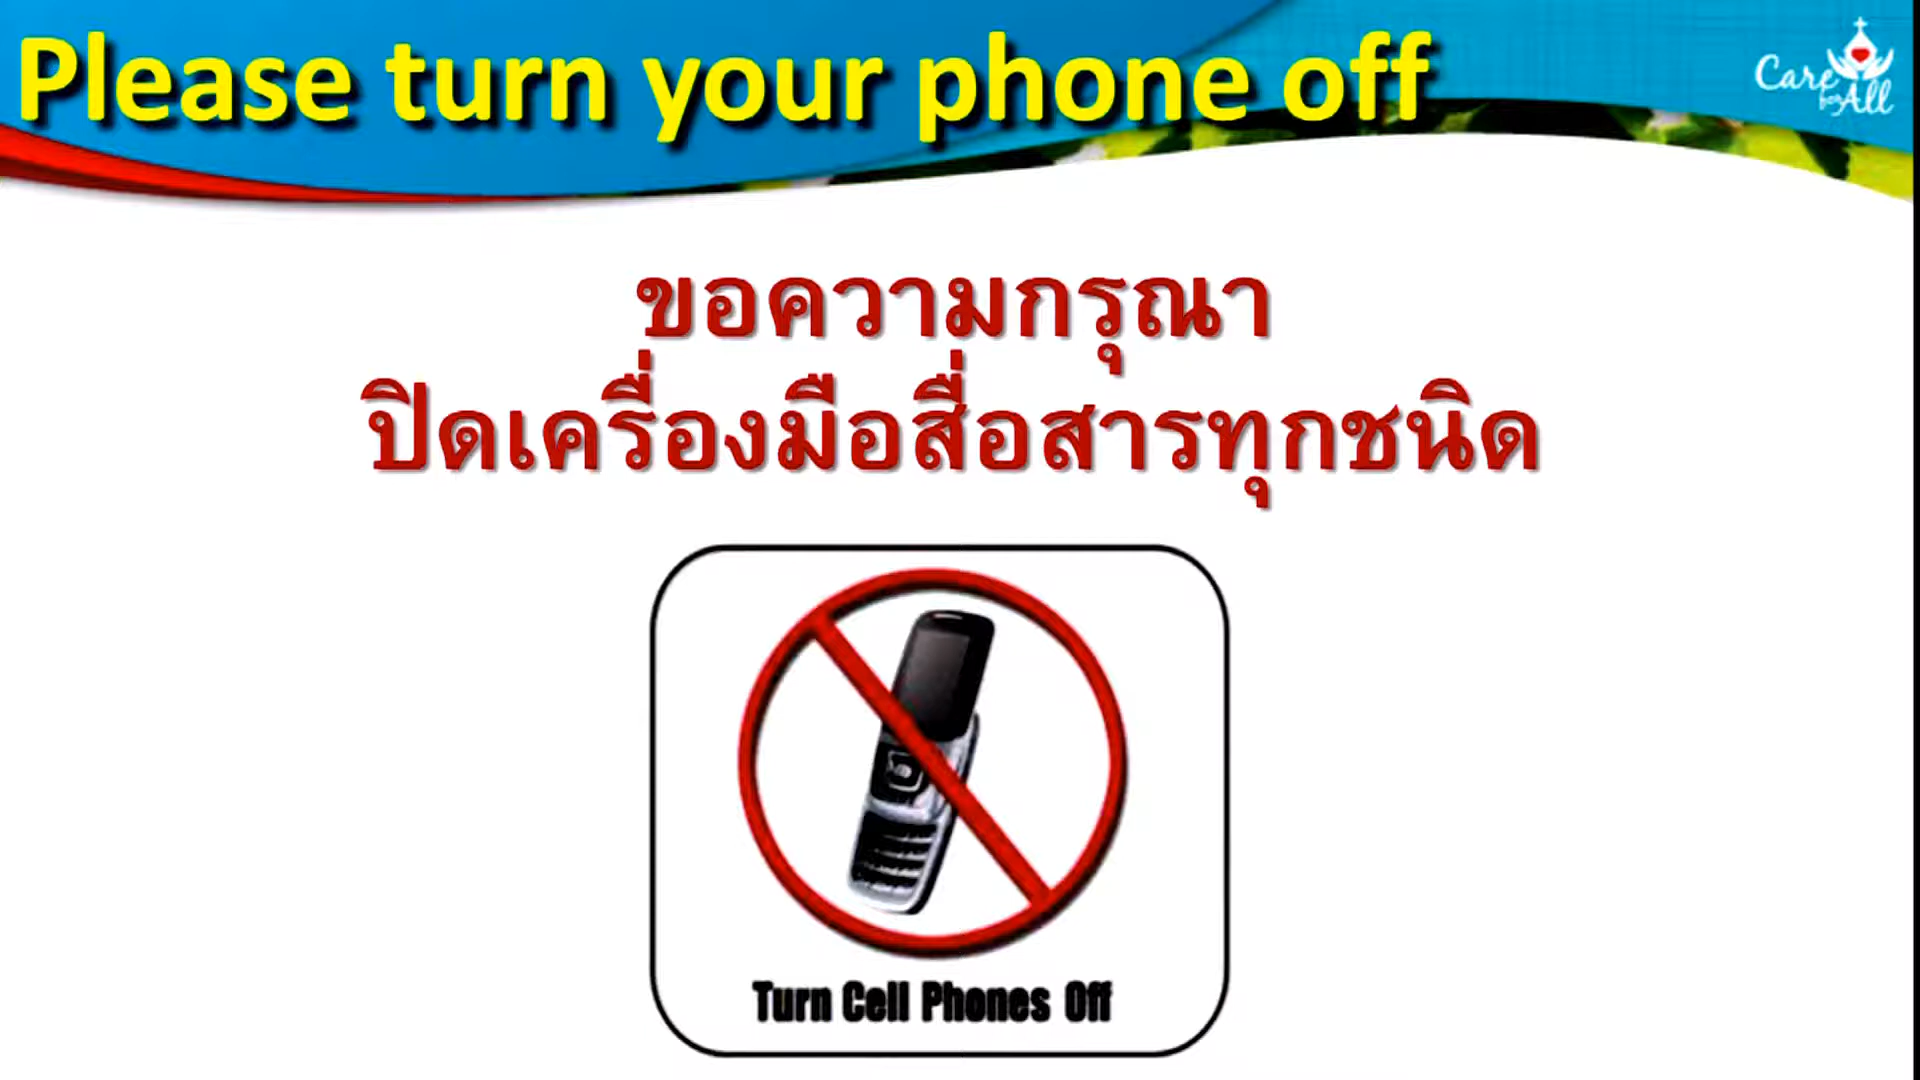 Please turn your phone off
Care
for All
ขอความกรุณา
ปิดเครื่องมือสื่อสารทุกชนิด
Turn Cell Phones Off